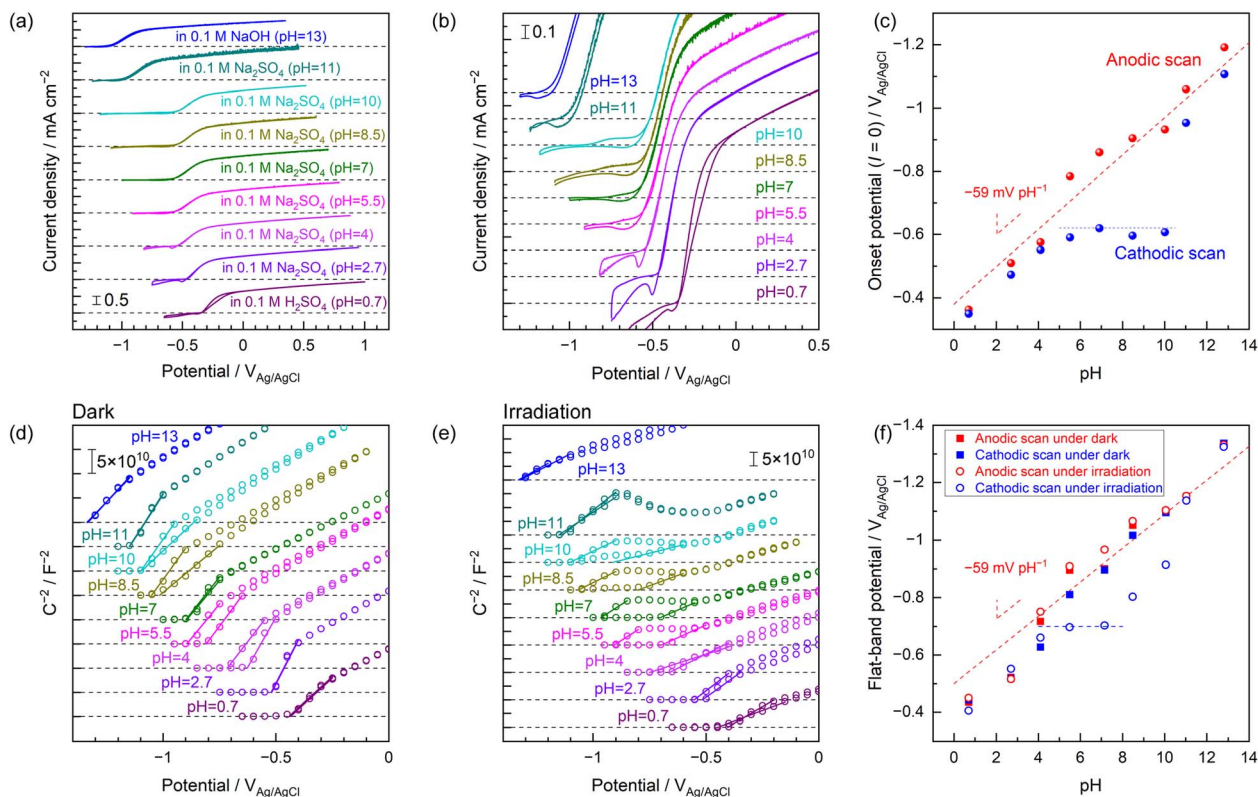 (a)
in 0.1 M NaOH (pH=13)
in 0.1 M Na₂SO₄ (pH=11)
in 0.1 M Na₂SO₄ (pH=10)
in 0.1 M Na₂SO₄ (pH=8.5)
in 0.1 M Na₂SO₄ (pH=7)
in 0.1 M Na₂SO₄ (pH=5.5)
in 0.1 M Na₂SO₄ (pH=4)
in 0.1 M Na₂SO₄ (pH=2.7)
0.5
in 0.1 M H₂SO₄ (pH=0.7)
Current density / mA cm⁻²
−1 −0.5 0 0.5 1
Potential / V_Ag/AgCl
(b)
0.1
pH=13
pH=11
pH=10
pH=8.5
pH=7
pH=5.5
pH=4
pH=2.7
pH=0.7
Current density / mA cm⁻²
−1 −0.5 0 0.5
Potential / V_Ag/AgCl
(c)
Anodic scan
−59 mV pH⁻¹
Cathodic scan
Onset potential (I = 0) / V_Ag/AgCl
−1.2
−1
−0.8
−0.6
−0.4
0 2 4 6 8 10 12 14
pH
(d)
Dark
5×10¹⁰
pH=13
pH=11
pH=10
pH=8.5
pH=7
pH=5.5
pH=4
pH=2.7
pH=0.7
C⁻² / F⁻²
−1 0
Potential / V_Ag/AgCl
(e)
Irradiation
5×10¹⁰
pH=13
pH=11
pH=10
pH=8.5
pH=7
pH=5.5
pH=4
pH=2.7
pH=0.7
C⁻² / F⁻²
−1 0
Potential / V_Ag/AgCl
(f)
Anodic scan under dark
Cathodic scan under dark
Anodic scan under irradiation
Cathodic scan under irradiation
−59 mV pH⁻¹
Flat-band potential / V_Ag/AgCl
−1.4
−1.2
−1
−0.8
−0.6
−0.4
0 2 4 6 8 10 12 14
pH